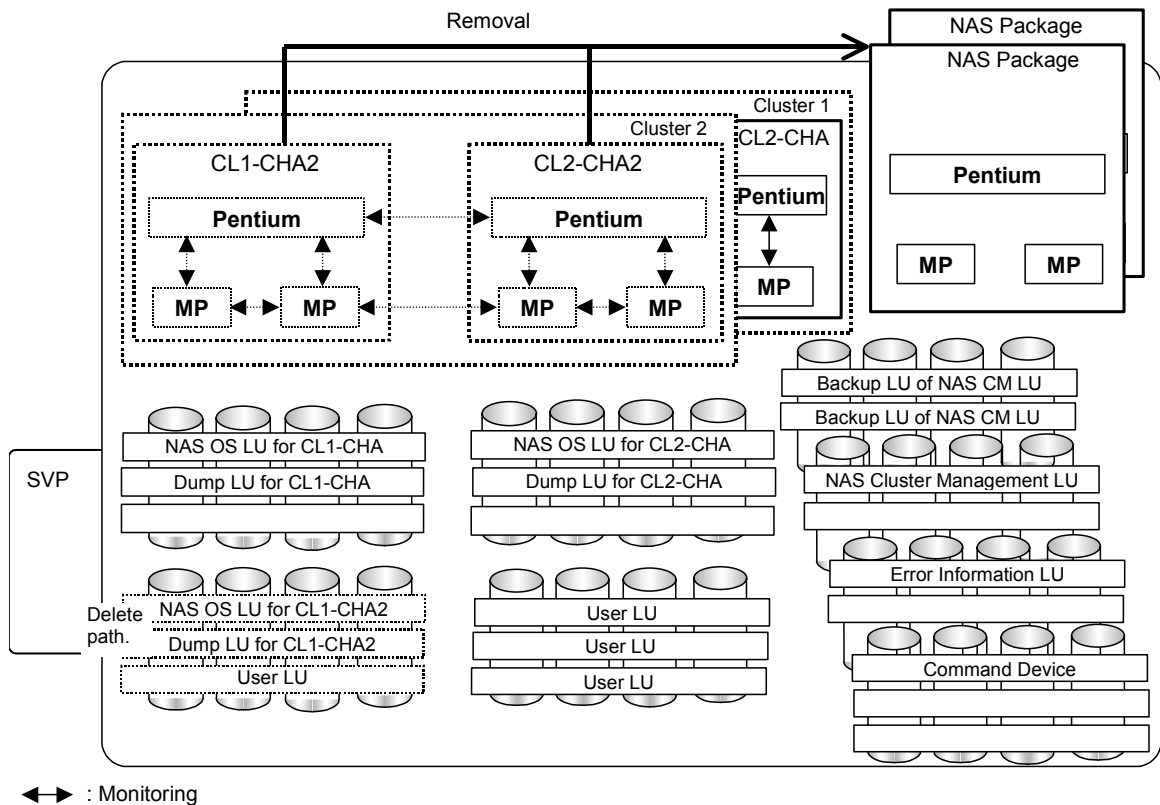 Removal
NAS Package
NAS Package
Cluster 1
Cluster 2
CL1-CHA2
CL2-CHA2
CL2-CHA
Pentium
Pentium
Pentium
Pentium
MP
MP
MP
MP
MP
MP
MP
Backup LU of NAS CM LU
Backup LU of NAS CM LU
NAS OS LU for CL1-CHA
NAS OS LU for CL2-CHA
SVP
Dump LU for CL1-CHA
Dump LU for CL2-CHA
NAS Cluster Management LU
Error Information LU
Delete
path.
NAS OS LU for CL1-CHA2
User LU
Dump LU for CL1-CHA2
User LU
User LU
User LU
Command Device
: Monitoring